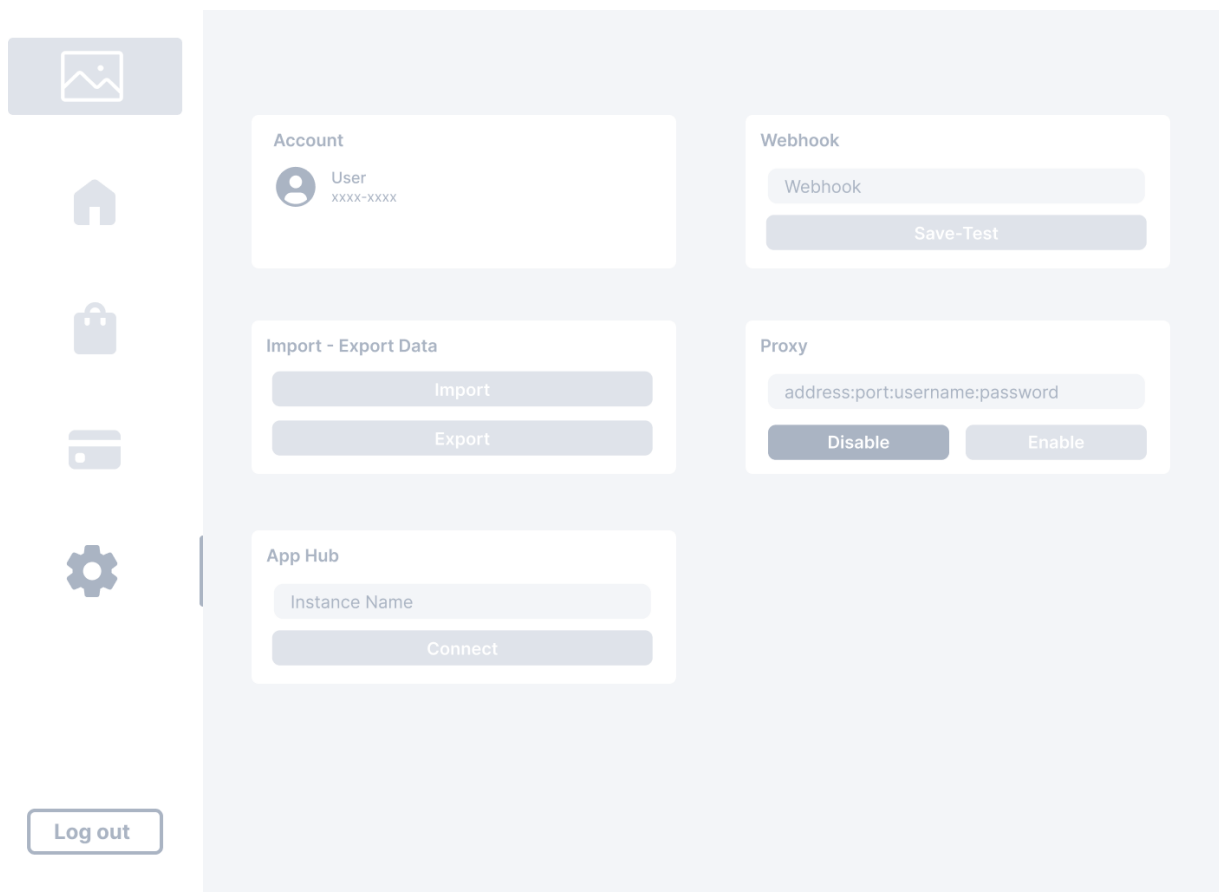 Account
User
xxxx-xxxx
Webhook
Webhook
Save-Test
Import - Export Data
Import
Export
Proxy
address:port:username:password
Disable
Enable
App Hub
Instance Name
Connect
Log out